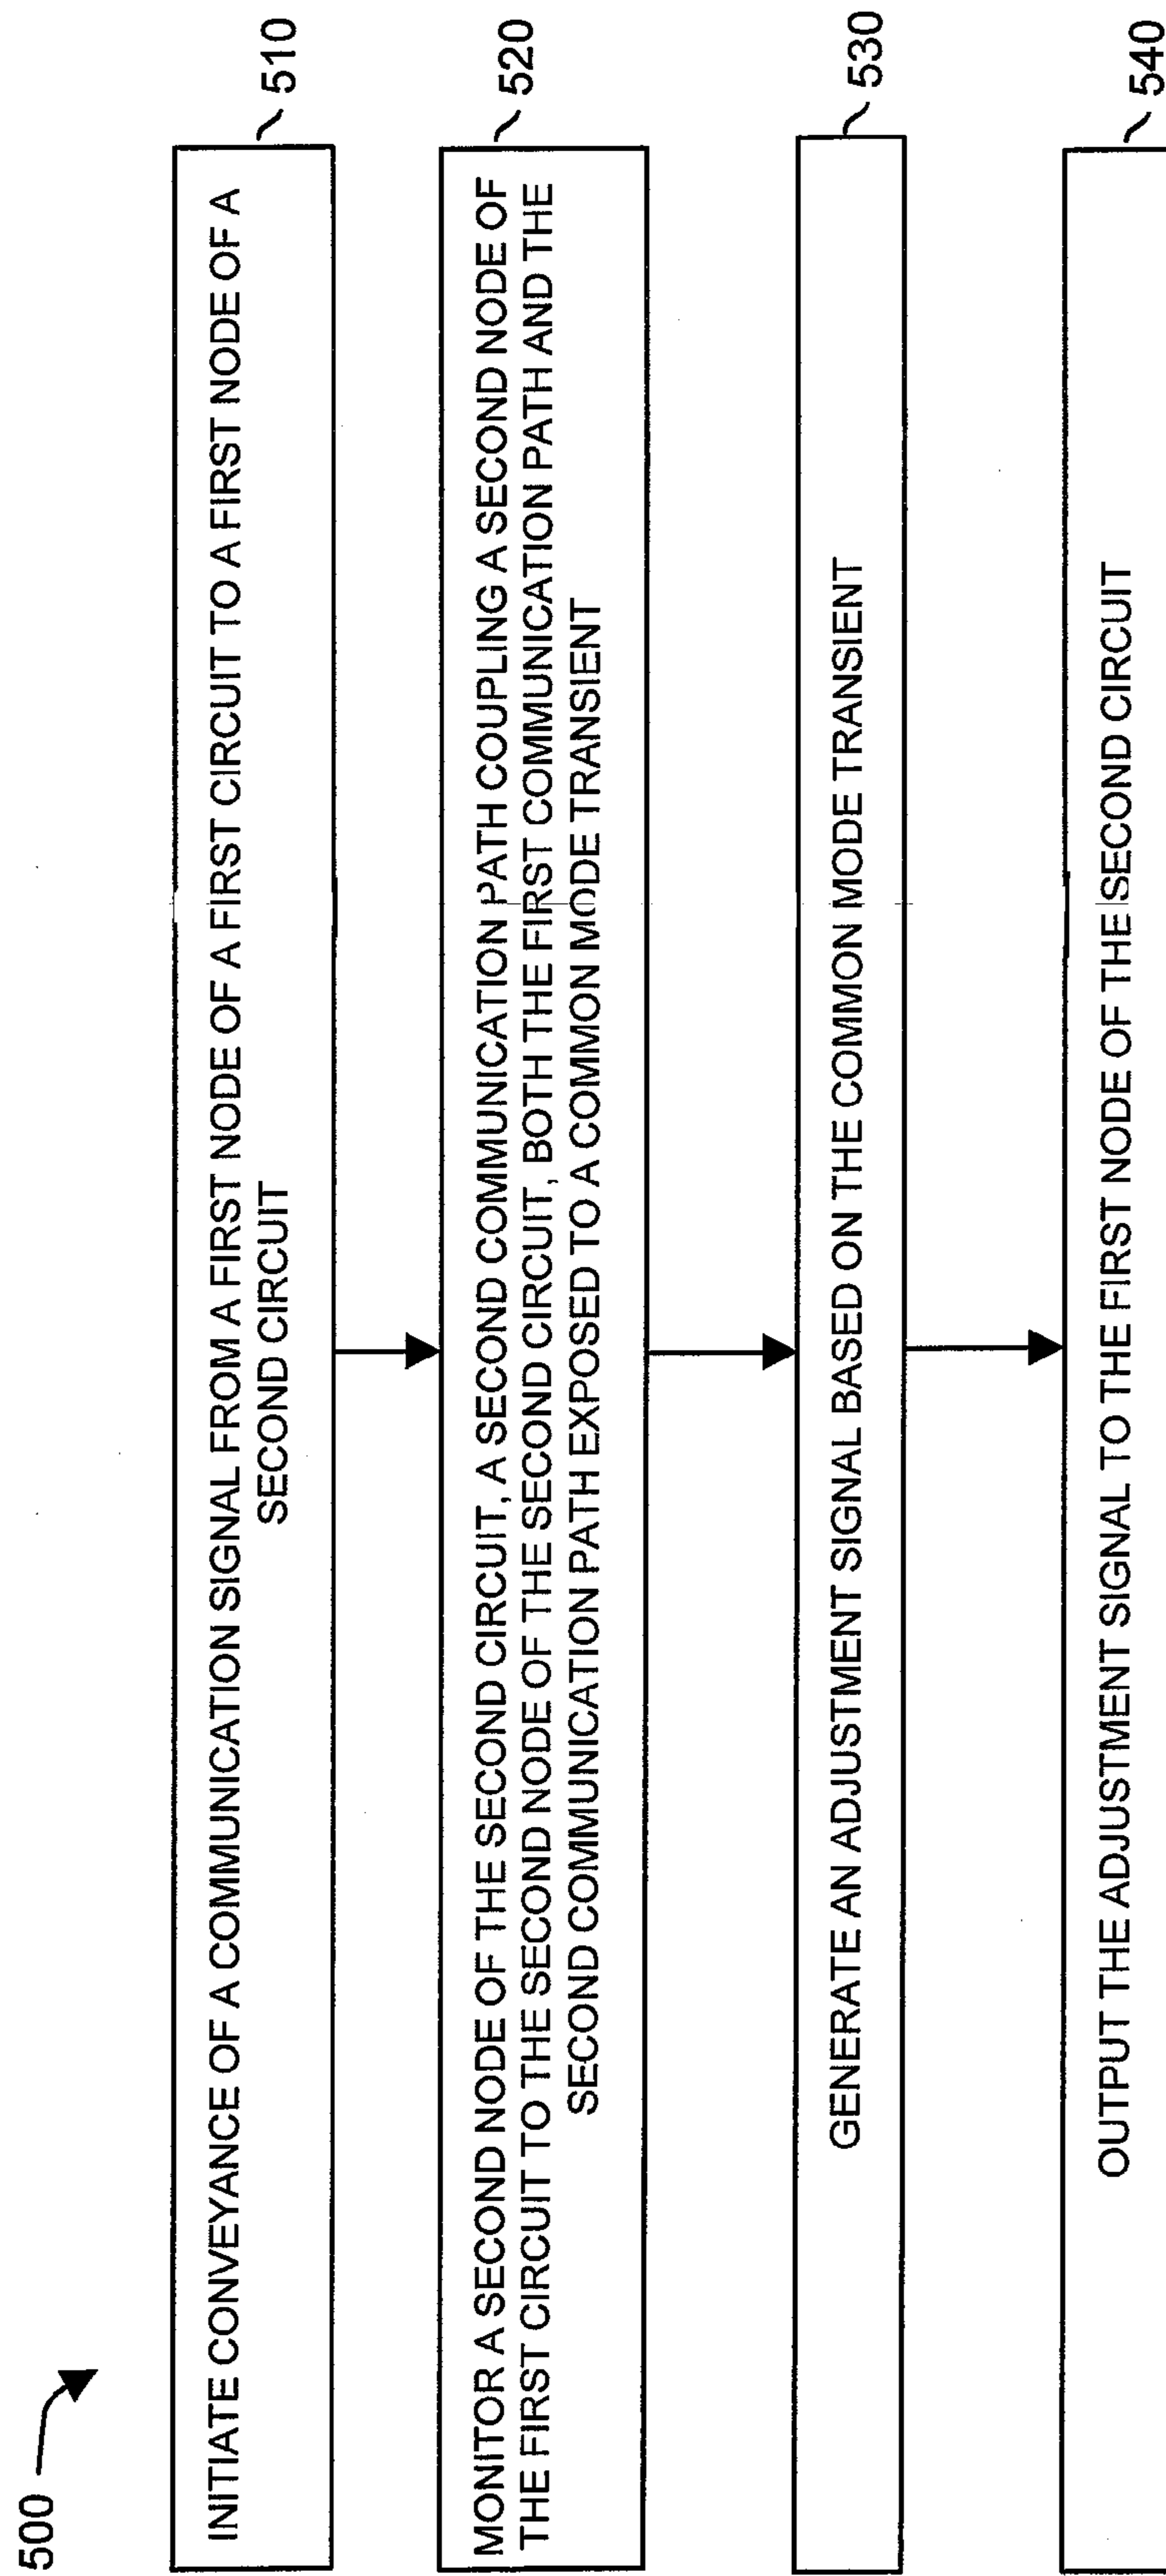 500
INITIATE CONVEYANCE OF A COMMUNICATION SIGNAL FROM A FIRST NODE OF A FIRST CIRCUIT TO A FIRST NODE OF A
SECOND CIRCUIT
510
MONITOR A SECOND NODE OF THE SECOND CIRCUIT, A SECOND COMMUNICATION PATH COUPLING A SECOND NODE OF
THE FIRST CIRCUIT TO THE SECOND NODE OF THE SECOND CIRCUIT, BOTH THE FIRST COMMUNICATION PATH AND THE
SECOND COMMUNICATION PATH EXPOSED TO A COMMON MODE TRANSIENT
520
GENERATE AN ADJUSTMENT SIGNAL BASED ON THE COMMON MODE TRANSIENT
530
OUTPUT THE ADJUSTMENT SIGNAL TO THE FIRST NODE OF THE SECOND CIRCUIT
540